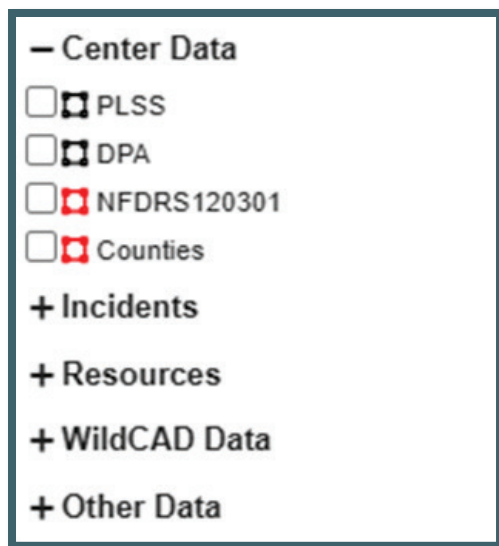 − Center Data
PLSS
DPA
NFDRS120301
Counties
+ Incidents
+ Resources
+ WildCAD Data
+ Other Data